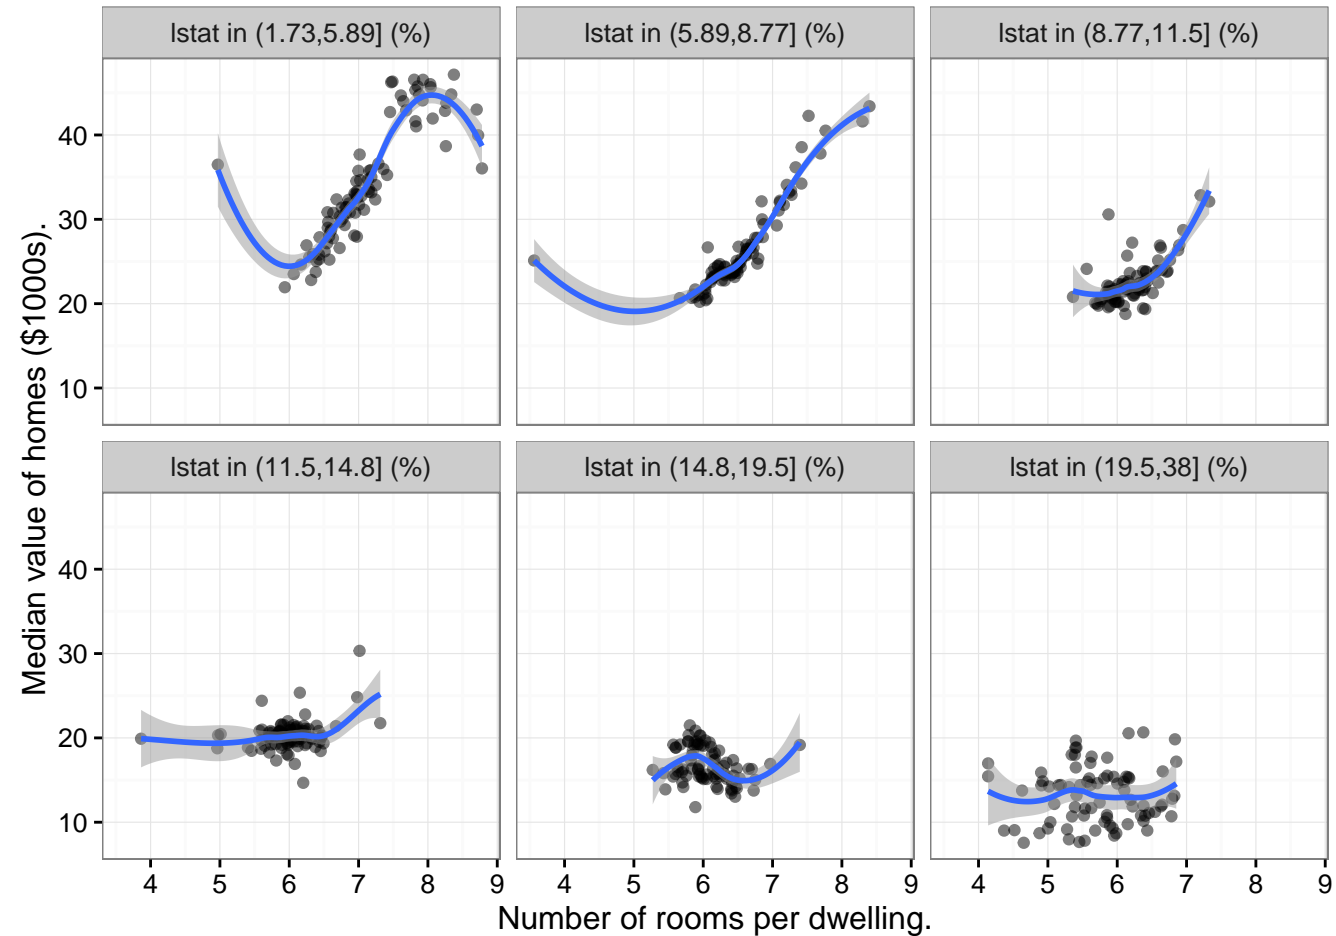 lstat in (1.73,5.89] (%)
lstat in (5.89,8.77] (%)
lstat in (8.77,11.5] (%)
40
30
20
10
lstat in (11.5,14.8] (%)
lstat in (14.8,19.5] (%)
lstat in (19.5,38] (%)
40
30
20
10
4 5 6 7 8 9
4 5 6 7 8 9
4 5 6 7 8 9
Number of rooms per dwelling.
Median value of homes ($1000s).